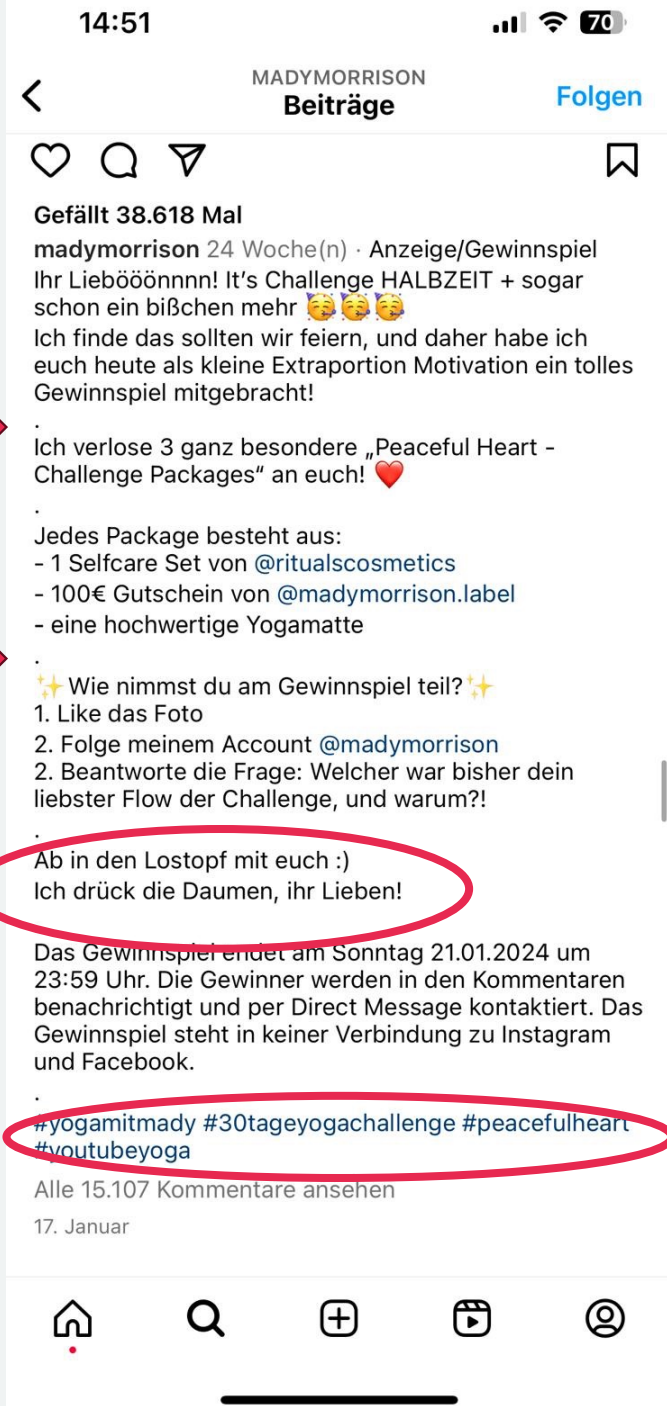 14:51
70
MADYMORRISON
Beiträge
Folgen
Gefällt 38.618 Mal
madymorrison 24 Woche(n) · Anzeige/Gewinnspiel
Ihr Liebööönnnn! It’s Challenge HALBZEIT + sogar
schon ein bißchen mehr 🥳🥳🥳
Ich finde das sollten wir feiern, und daher habe ich
euch heute als kleine Extraportion Motivation ein tolles
Gewinnspiel mitgebracht!
.
Ich verlose 3 ganz besondere „Peaceful Heart -
Challenge Packages“ an euch! ❤️
.
Jedes Package besteht aus:
- 1 Selfcare Set von @ritualscosmetics
- 100€ Gutschein von @madymorrison.label
- eine hochwertige Yogamatte
.
✨Wie nimmst du am Gewinnspiel teil?✨
1. Like das Foto
2. Folge meinem Account @madymorrison
2. Beantworte die Frage: Welcher war bisher dein
liebster Flow der Challenge, und warum?!
.
Ab in den Lostopf mit euch :)
Ich drück die Daumen, ihr Lieben!
Das Gewinnspiel endet am Sonntag 21.01.2024 um
23:59 Uhr. Die Gewinner werden in den Kommentaren
benachrichtigt und per Direct Message kontaktiert. Das
Gewinnspiel steht in keiner Verbindung zu Instagram
und Facebook.
.
#yogamitmady #30tageyogachallenge #peacefulheart
#youtubeyoga
Alle 15.107 Kommentare ansehen
17. Januar